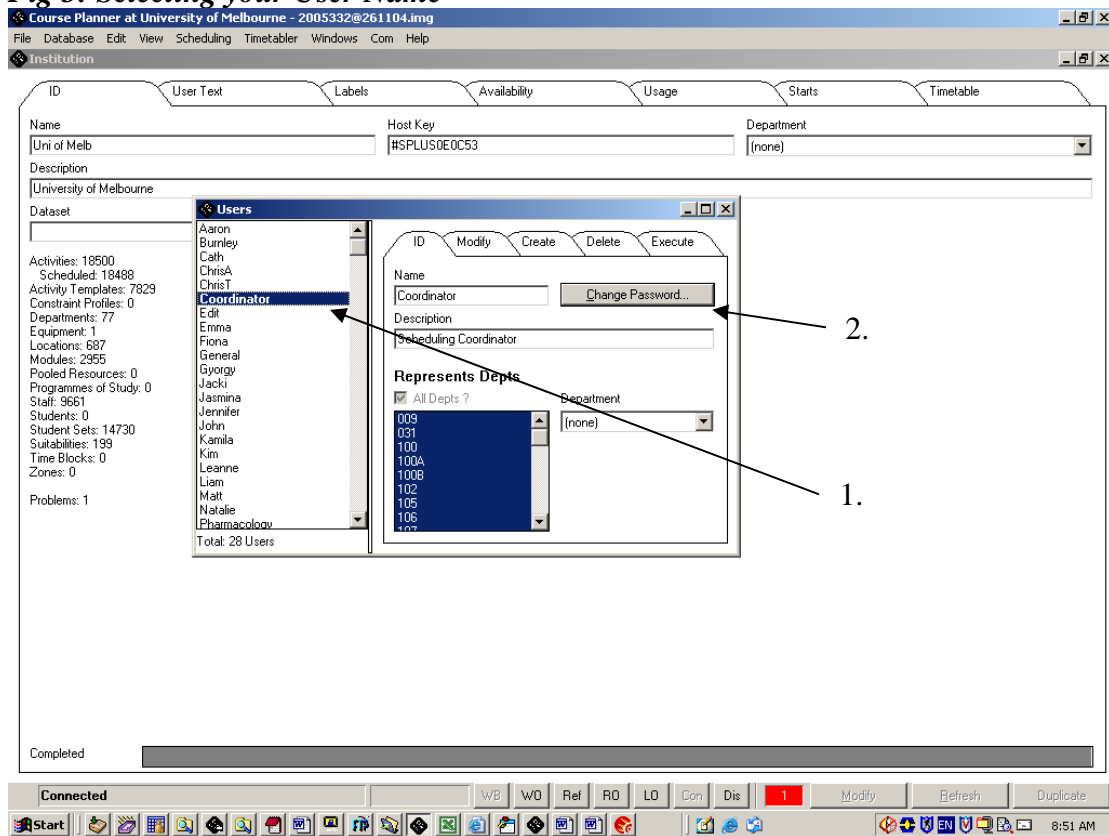 Fig 3: Selecting your User Name
Course Planner at University of Melbourne - 2005332@261104.img
File Database Edit View Scheduling Timetabler Windows Com Help
Institution
ID User Text Labels Availability Usage Starts Timetable
Name Host Key Department
Uni of Melb #SPLUS0E0C53 (none)
Description
University of Melbourne
Dataset
Activities: 18500
Scheduled: 18488
Activity Templates: 7829
Constraint Profiles: 0
Departments: 77
Equipment: 1
Locations: 687
Modules: 2955
Pooled Resources: 0
Programmes of Study: 0
Staff: 9661
Students: 0
Student Sets: 14730
Suitabilities: 199
Time Blocks: 0
Zones: 0
Problems: 1
Users
Aaron
Burnley
Cath
ChrisA
ChrisT
Coordinator
Edit
Emma
Fiona
General
Gyorgy
Jacki
Jasmina
Jennifer
John
Kamila
Kim
Leanne
Liam
Matt
Natalie
Pharmacology
Total: 28 Users
ID Modify Create Delete Execute
Name
Coordinator Change Password...
Description
Scheduling Coordinator
Represents Depts
All Depts ? Department
009 (none)
031
100
100A
100B
102
105
106
107
2.
1.
Completed
Connected WB WO Ref RO LO Con Dis 1 Modify Refresh Duplicate
Start EN 8:51 AM